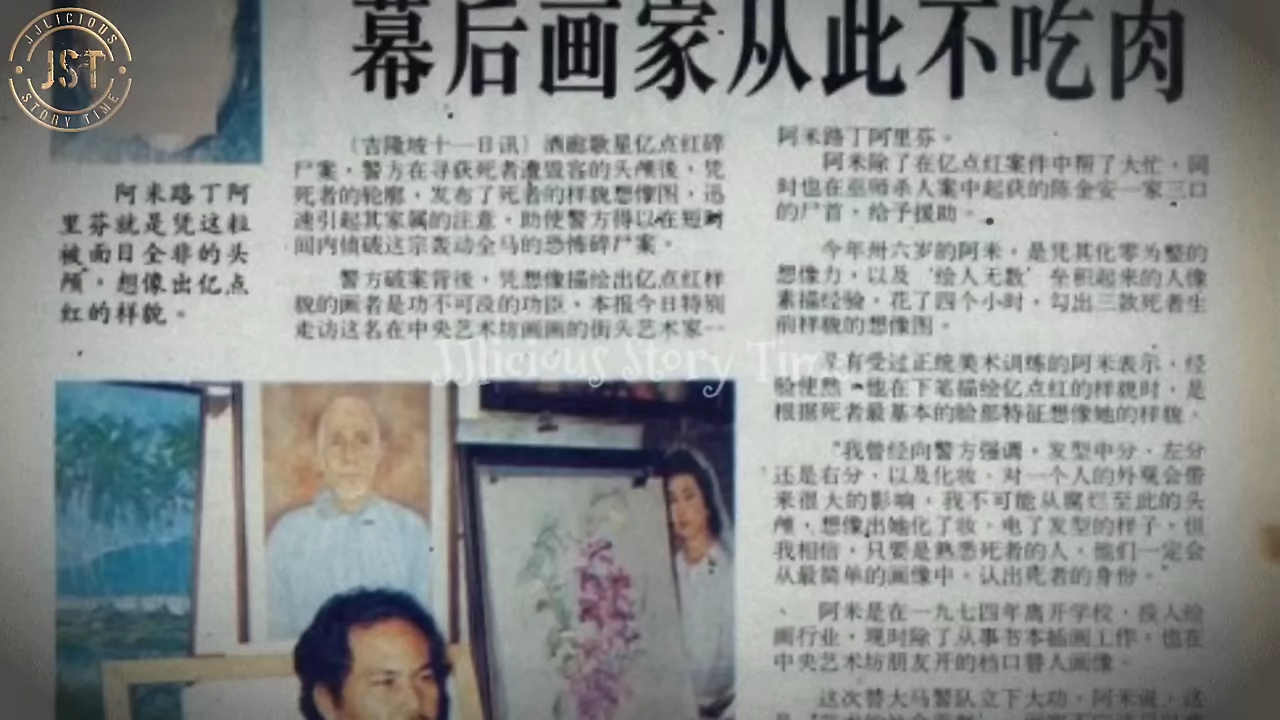 JJLICIOUS
JST
STORY TIME
幕后画家从此不吃肉
阿米路丁阿
里芬就是凭这粒
被面目全非的头
颅，想像出亿点
红的样貌。
（吉隆坡十一日讯）酒廊歌星亿点红碎
尸案，警方在寻获死者遭毁容的头颅後，凭
死者的轮廓，发布了死者的样貌想像图，迅
速引起其家属的注意，助使警方得以在短时
间内侦破这宗轰动全马的恐怖碎尸案。
警方破案背後，凭想像描绘出亿点红样
貌的画者是功不可没的功臣，本报今日特别
走访这名在中央艺术坊画画的街头艺术家一
阿米路丁阿里芬。
阿米除了在亿点红案件中帮了大忙，同
时也在巫师杀人案中起获的陈金安一家三口
的尸首，给予援助。
今年卅六岁的阿米，是凭其化零为整的
想像力，以及‘绘人无数’垒积起来的人像
素描经验，花了四个小时，勾出三款死者生
前样貌的想像图。
没有受过正统美术训练的阿米表示，经
验使然，他在下笔描绘亿点红的样貌时，是
根据死者最基本的脸部特征想像她的样貌。
“我曾经向警方强调，发型中分、左分
还是右分，以及化妆，对一个人的外观会带
来很大的影响，我不可能从腐烂至此的头
颅，想像出她化了妆、电了发型的样子，但
我相信，只要是熟悉死者的人，他们一定会
从最简单的画像中，认出死者的身份。”
阿米是在一九七四年离开学校，投入绘
画行业，现时除了从事书本插画工作，也在
中央艺术坊朋友开的档口替人画像。
这次替大马警队立下大功，阿米说，这
JJlicious Story Time